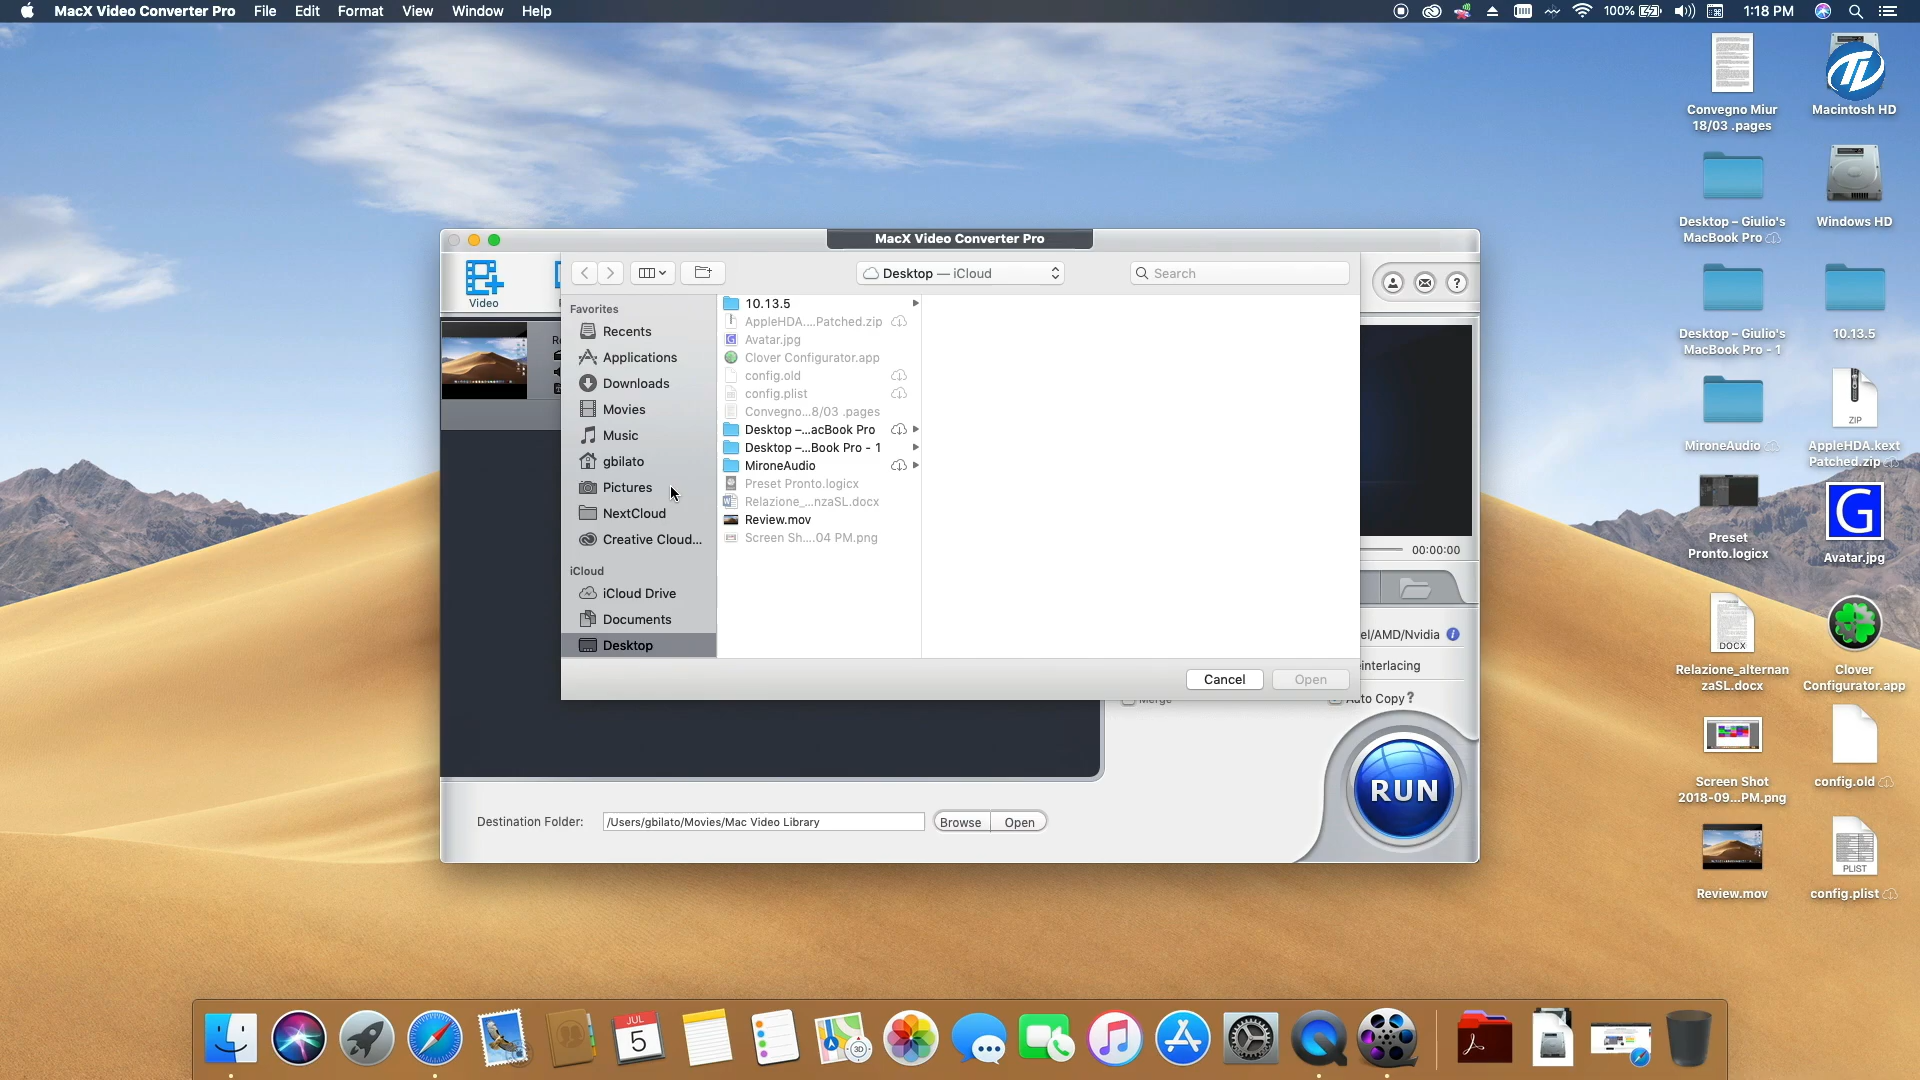 MacX Video Converter Pro File Edit Format View Window Help
100% 1:18 PM
MacX Video Converter Pro
Video
Desktop — iCloud
Search
Favorites
Recents
Applications
Downloads
Movies
Music
gbilato
Pictures
NextCloud
Creative Cloud...
iCloud
iCloud Drive
Documents
Desktop
10.13.5
AppleHDA....Patched.zip
Avatar.jpg
Clover Configurator.app
config.old
config.plist
Convegno...8/03 .pages
Desktop –...acBook Pro
Desktop –...Book Pro - 1
MironeAudio
Preset Pronto.logicx
Relazione_...nzaSL.docx
Review.mov
Screen Sh....04 PM.png
Cancel
Open
00:00:00
el/AMD/Nvidia
einterlacing
Merge
Auto Copy ?
RUN
Destination Folder:
/Users/gbilato/Movies/Mac Video Library
Browse
Open
Convegno Miur
18/03 .pages
Macintosh HD
Desktop – Giulio's
MacBook Pro
Windows HD
Desktop – Giulio's
MacBook Pro - 1
10.13.5
MironeAudio
ZIP
AppleHDA.kext
Patched.zip
Preset
Pronto.logicx
G
Avatar.jpg
DOCX
Relazione_alternan
zaSL.docx
Clover
Configurator.app
Screen Shot
2018-09...PM.png
config.old
Review.mov
PLIST
config.plist
JUL
5
3D